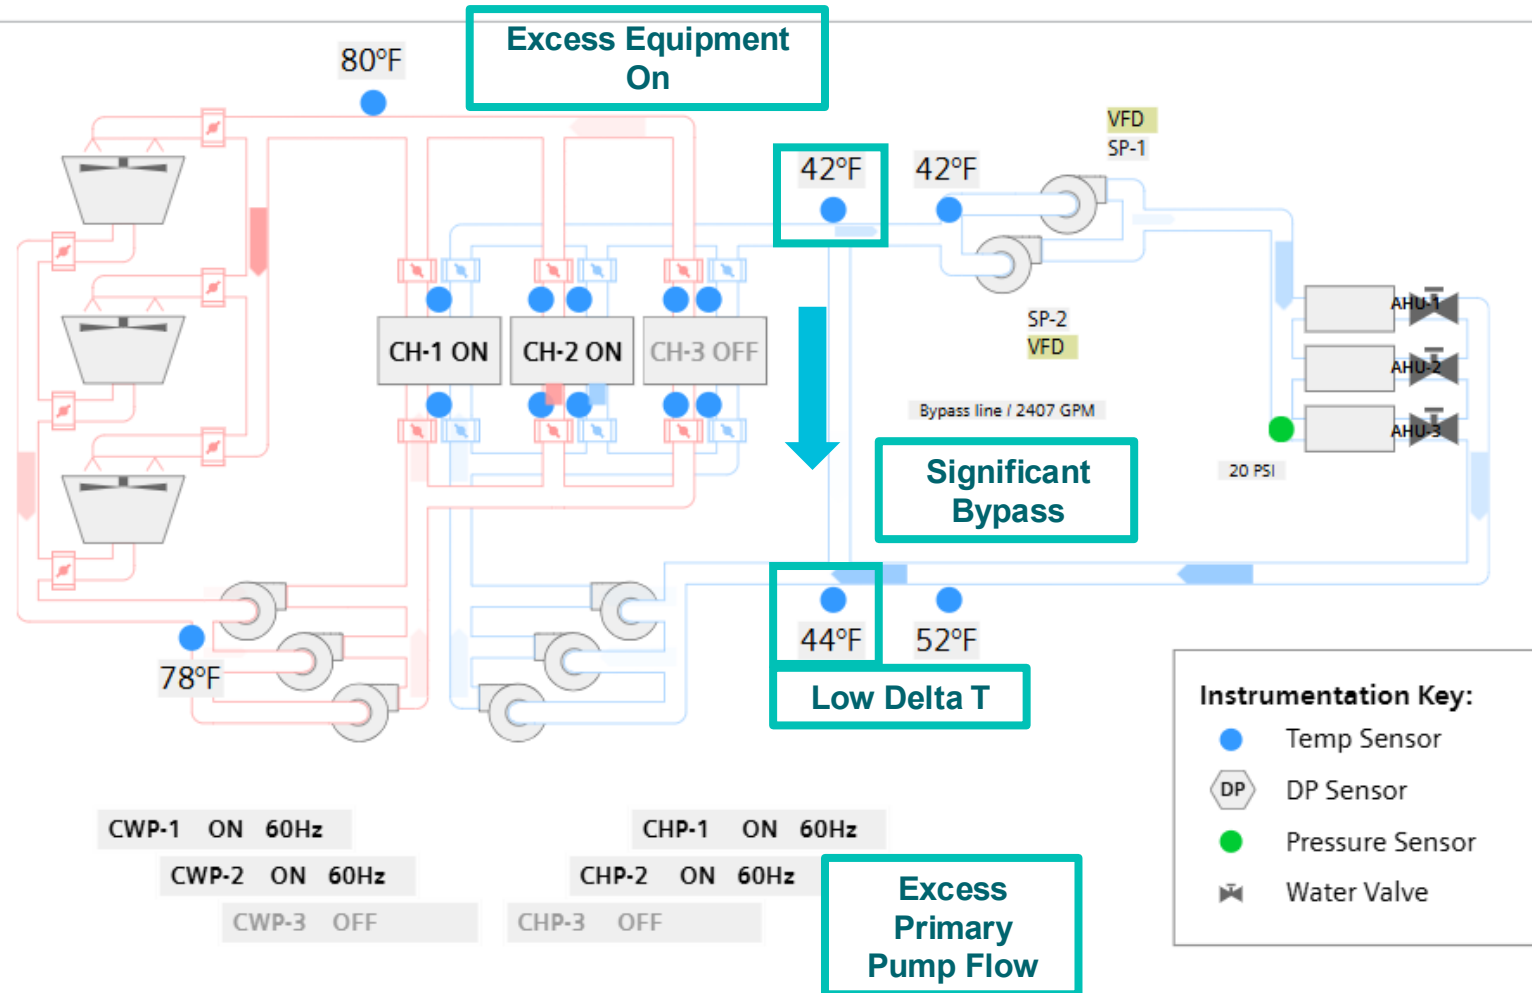 Excess Equipment
On
80°F
VFD
SP-1
42°F
42°F
SP-2
VFD
AHU-1
AHU-2
AHU-3
CH-1 ON
CH-2 ON
CH-3 OFF
Bypass line / 2407 GPM
Significant
Bypass
20 PSI
44°F
52°F
78°F
Low Delta T
Instrumentation Key:
Temp Sensor
DP
DP Sensor
Pressure Sensor
Water Valve
CWP-1 ON 60Hz
CWP-2 ON 60Hz
CWP-3 OFF
CHP-1 ON 60Hz
CHP-2 ON 60Hz
CHP-3 OFF
Excess
Primary
Pump Flow